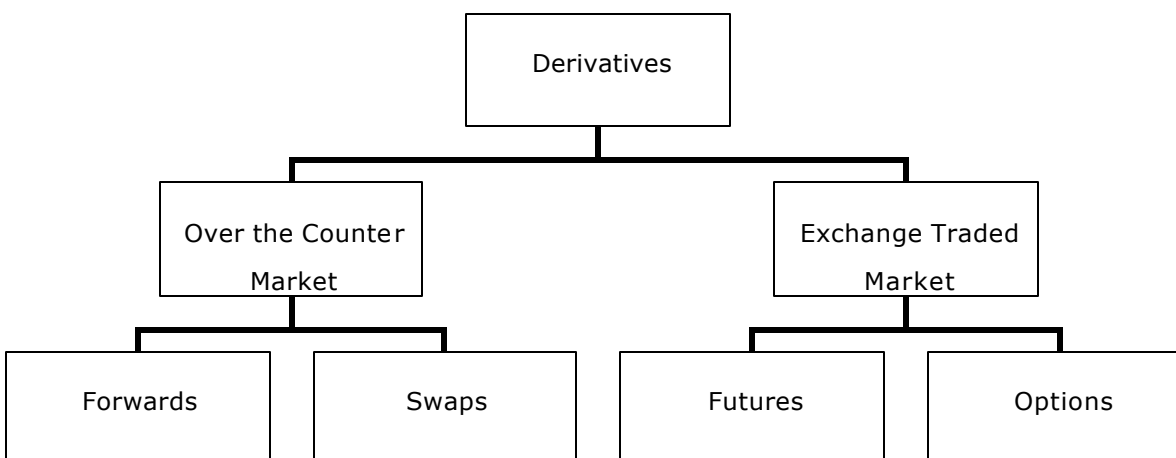 Derivatives
Over the Counter
Market
Exchange Traded
Market
Forwards
Swaps
Futures
Options